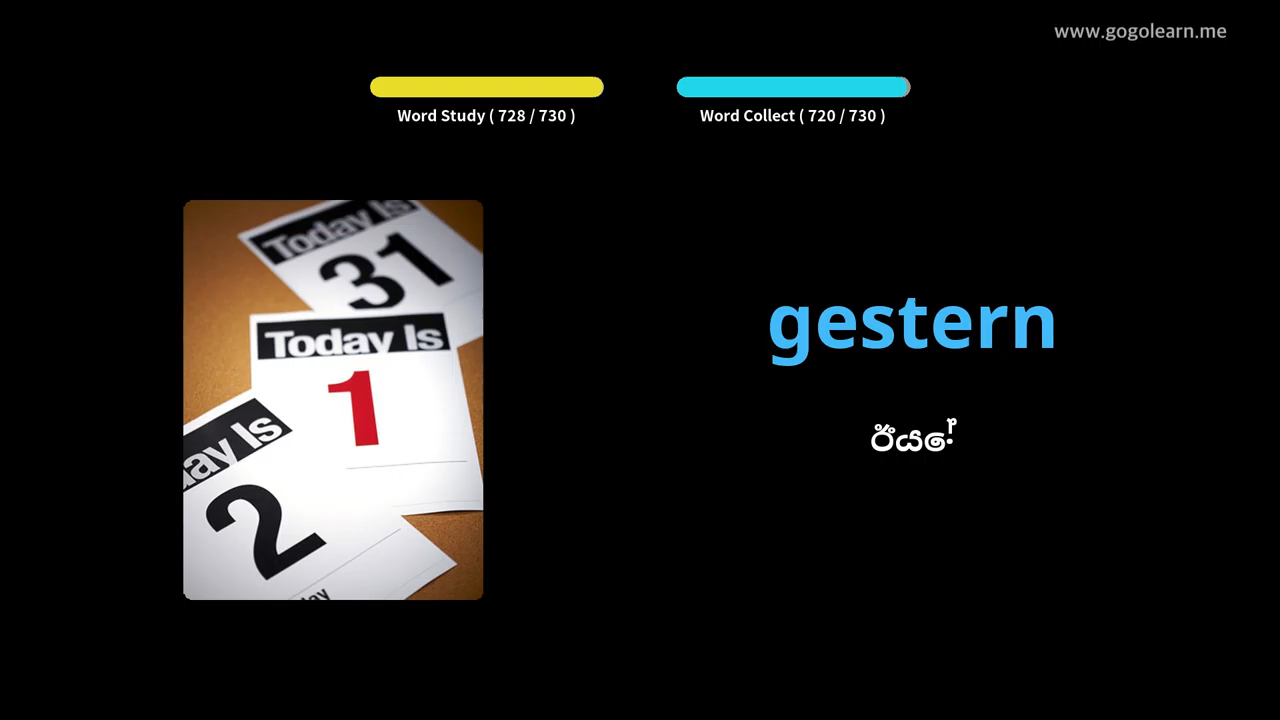 www.gogolearn.me
Word Study ( 728 / 730 )
Word Collect ( 720 / 730 )
Today Is
31
Today Is
1
ay Is
2
gestern
ඊයේ